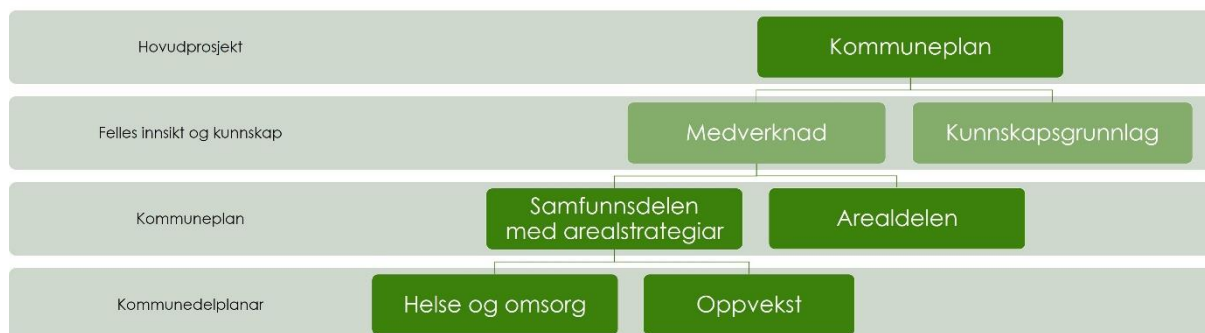 Hovudprosjekt
Kommuneplan
Felles innsikt og kunnskap
Medverknad
Kunnskapsgrunnlag
Kommuneplan
Samfunnsdelen
med arealstrategiar
Arealdelen
Kommunedelplanar
Helse og omsorg
Oppvekst